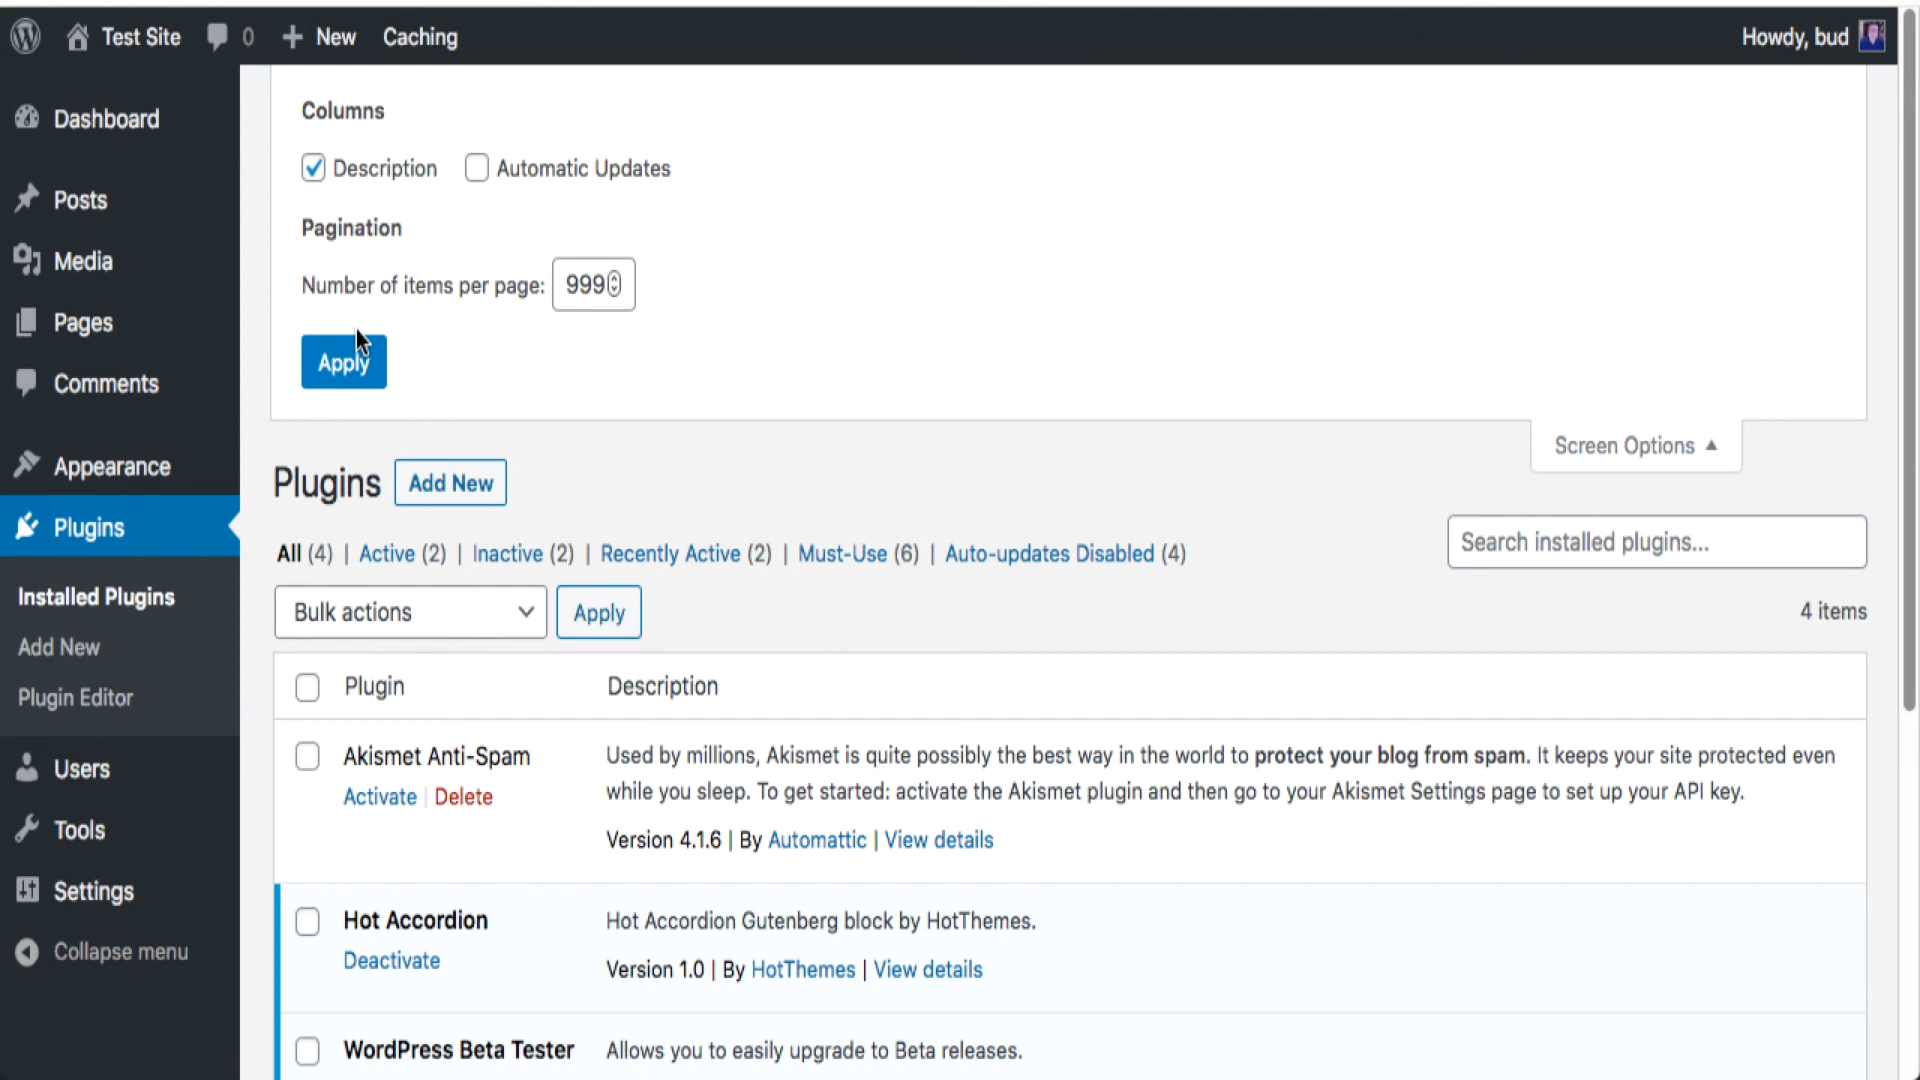 Test Site 0 New Caching Howdy, bud
Dashboard
Posts
Media
Pages
Comments
Appearance
Plugins
Installed Plugins
Add New
Plugin Editor
Users
Tools
Settings
Collapse menu
Columns
Description Automatic Updates
Pagination
Number of items per page: 999
Apply
Screen Options
Plugins Add New
All (4) | Active (2) | Inactive (2) | Recently Active (2) | Must-Use (6) | Auto-updates Disabled (4)
Search installed plugins...
Bulk actions Apply 4 items
Plugin Description
Akismet Anti-Spam
Activate | Delete
Used by millions, Akismet is quite possibly the best way in the world to protect your blog from spam. It keeps your site protected even
while you sleep. To get started: activate the Akismet plugin and then go to your Akismet Settings page to set up your API key.
Version 4.1.6 | By Automattic | View details
Hot Accordion
Deactivate
Hot Accordion Gutenberg block by HotThemes.
Version 1.0 | By HotThemes | View details
WordPress Beta Tester
Allows you to easily upgrade to Beta releases.